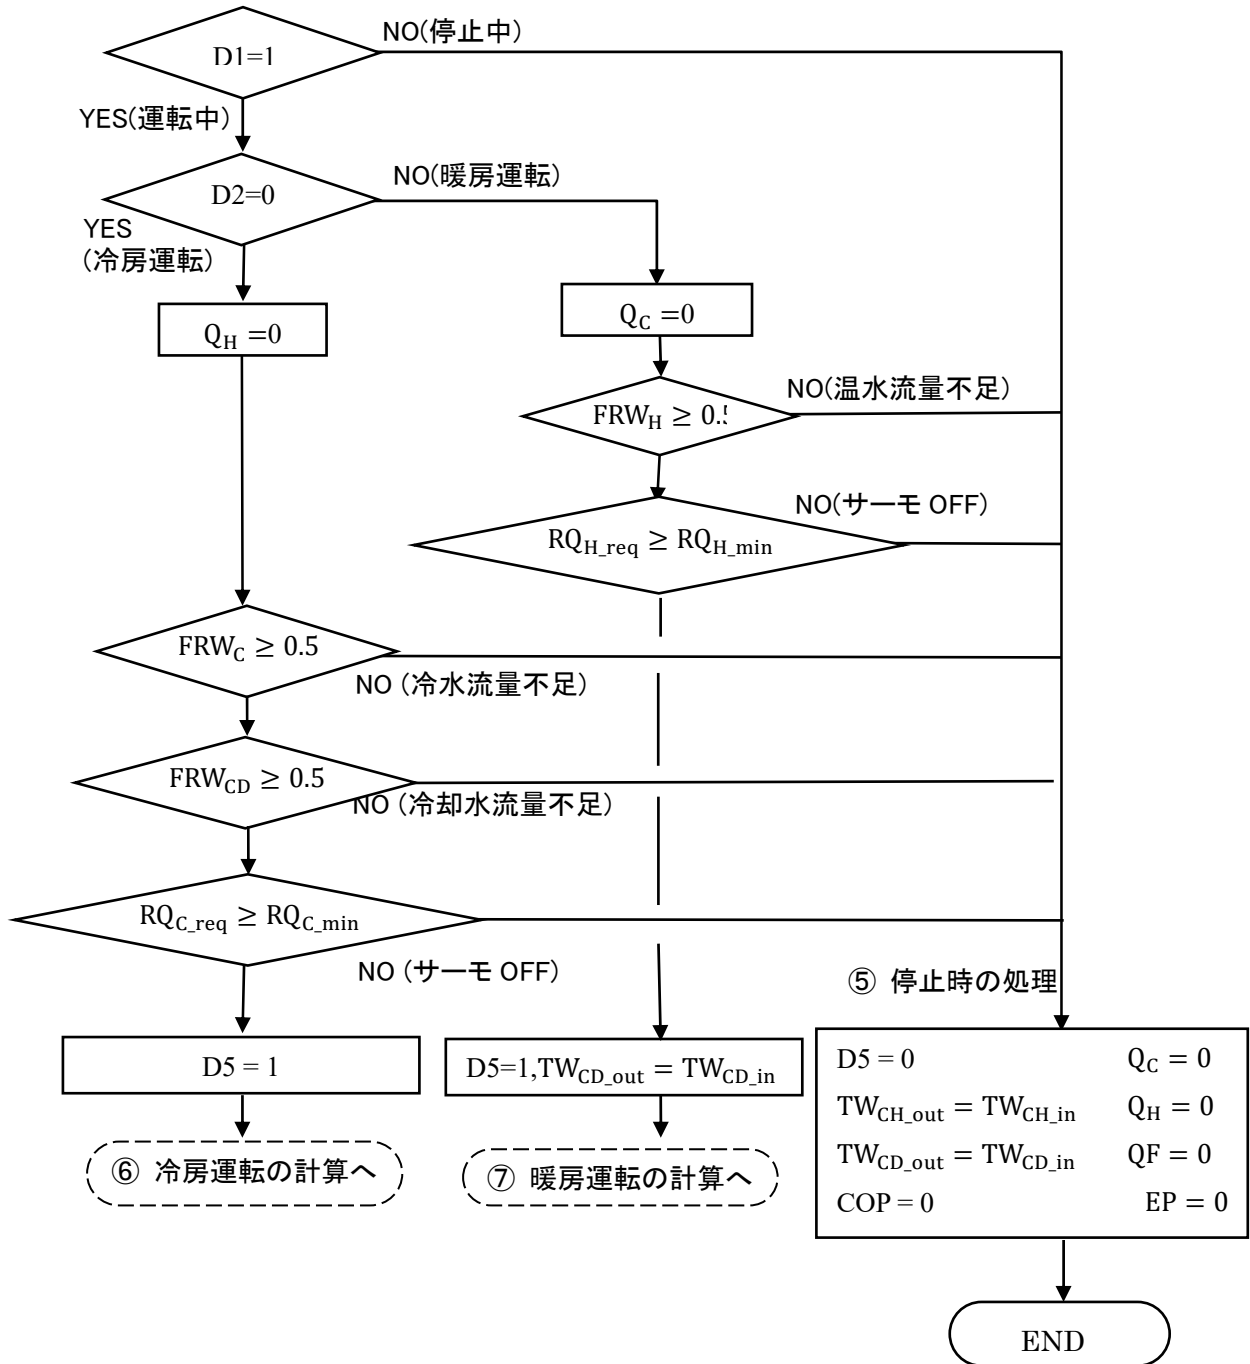 D1=1
NO(停止中)
YES(運転中)
D2=0
NO(暖房運転)
YES
(冷房運転)
Q_H =0
Q_C =0
FRW_H ≥ 0.5
NO(温水流量不足)
NO(サーモ OFF)
RQ_H_req ≥ RQ_H_min
FRW_C ≥ 0.5
NO (冷水流量不足)
FRW_CD ≥ 0.5
NO (冷却水流量不足)
RQ_C_req ≥ RQ_C_min
NO (サーモ OFF)
D5 = 1
D5=1,TW_CD_out = TW_CD_in
⑥ 冷房運転の計算へ
⑦ 暖房運転の計算へ
⑤ 停止時の処理
D5 = 0 Q_C = 0
TW_CH_out = TW_CH_in Q_H = 0
TW_CD_out = TW_CD_in QF = 0
COP = 0 EP = 0
END